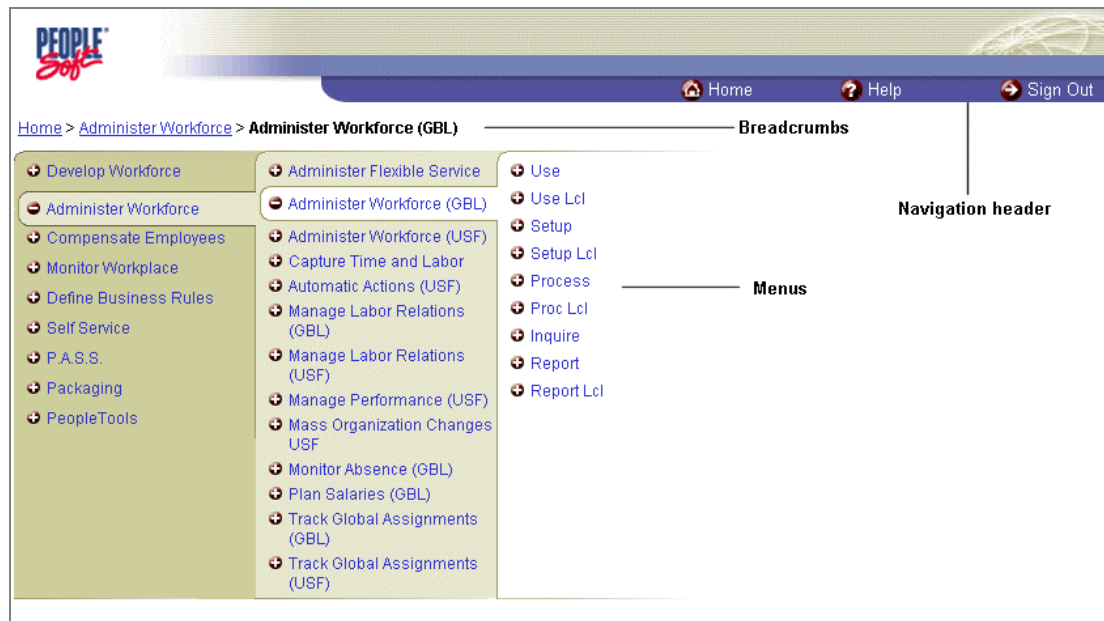 PEOPLE
Soft
Home
Help
Sign Out
Home > Administer Workforce > Administer Workforce (GBL)
Breadcrumbs
Navigation header
Develop Workforce
Administer Workforce
Compensate Employees
Monitor Workplace
Define Business Rules
Self Service
P.A.S.S.
Packaging
PeopleTools
Administer Flexible Service
Administer Workforce (GBL)
Administer Workforce (USF)
Capture Time and Labor
Automatic Actions (USF)
Manage Labor Relations
(GBL)
Manage Labor Relations
(USF)
Manage Performance (USF)
Mass Organization Changes
USF
Monitor Absence (GBL)
Plan Salaries (GBL)
Track Global Assignments
(GBL)
Track Global Assignments
(USF)
Use
Use Lcl
Setup
Setup Lcl
Process
Proc Lcl
Inquire
Report
Report Lcl
Menus